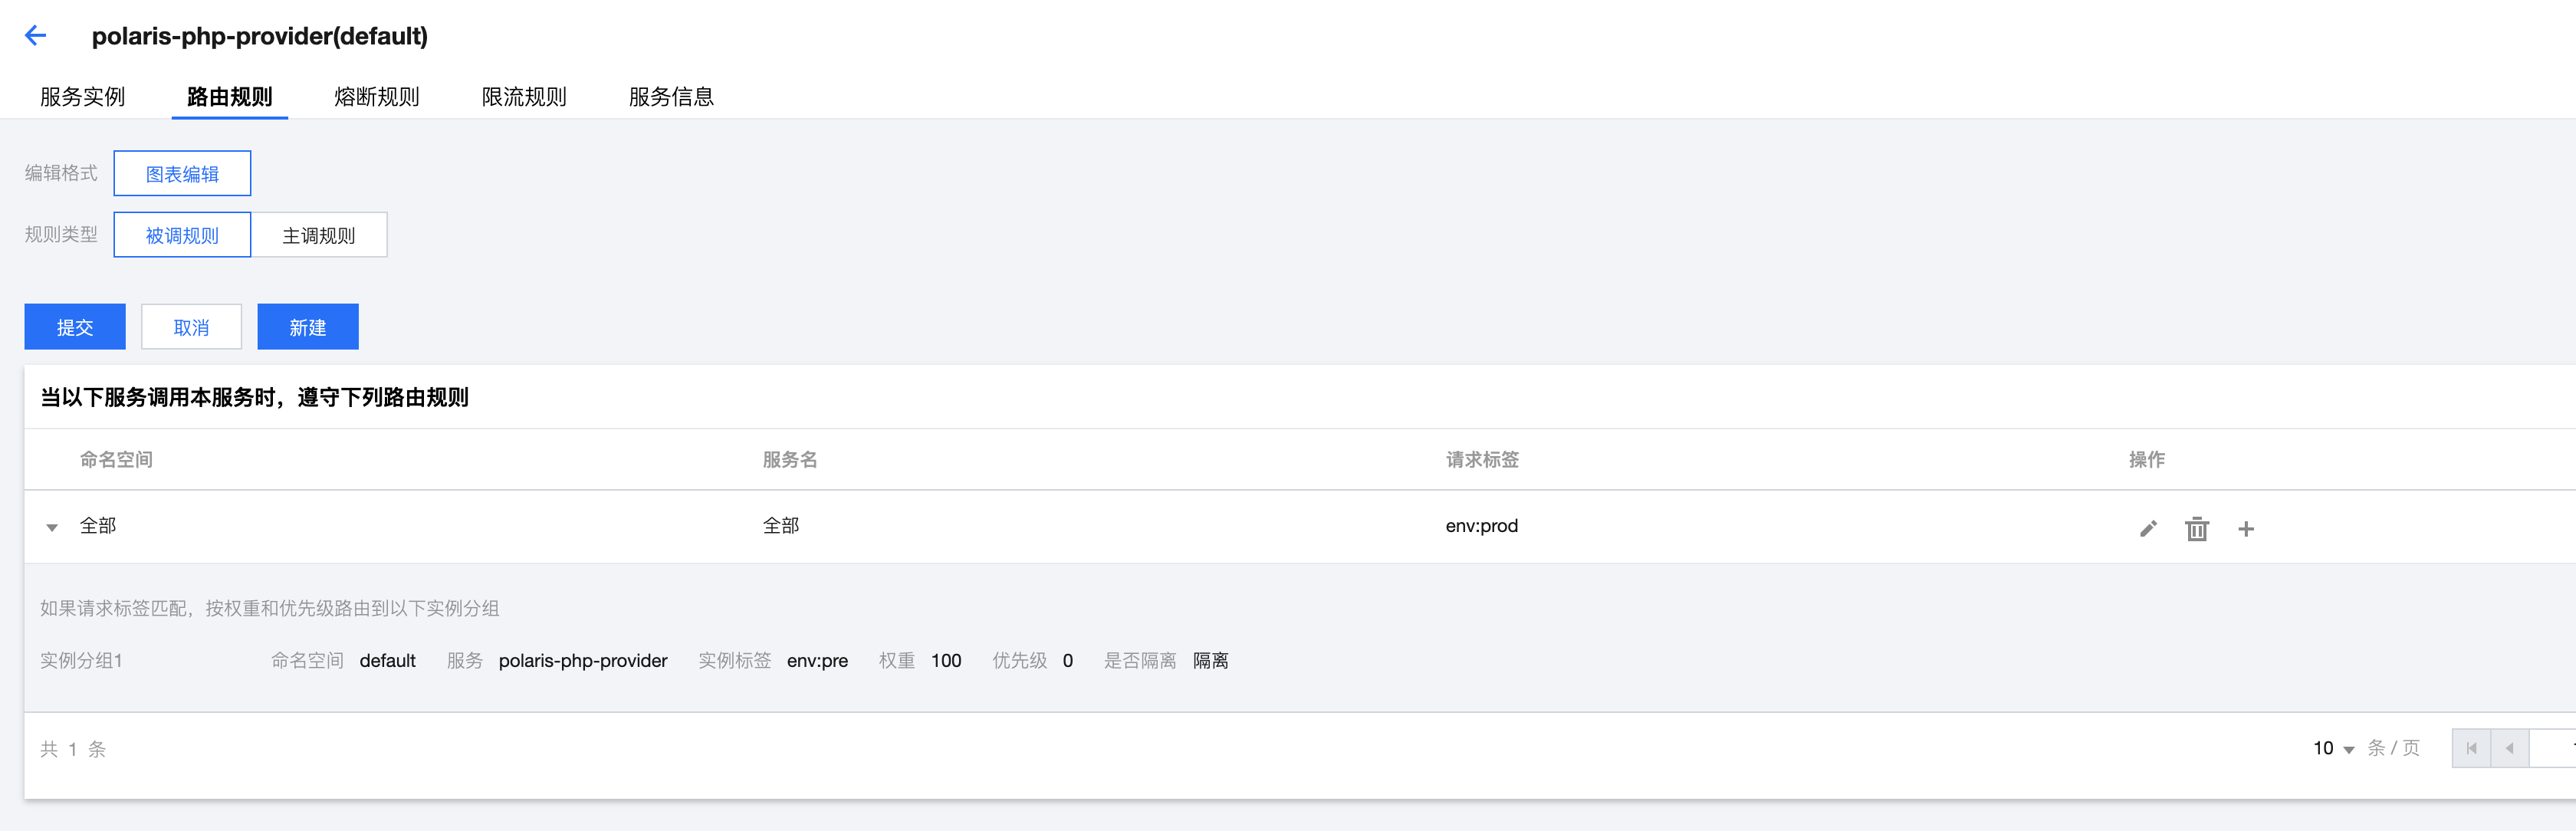 polaris-php-provider(default)
服务实例 路由规则 熔断规则 限流规则 服务信息
编辑格式 图表编辑
规则类型 被调规则 主调规则
提交 取消 新建
当以下服务调用本服务时，遵守下列路由规则
命名空间 服务名 请求标签 操作
全部 全部 env:prod
如果请求标签匹配，按权重和优先级路由到以下实例分组
实例分组1 命名空间 default 服务 polaris-php-provider 实例标签 env:pre 权重 100 优先级 0 是否隔离 隔离
共 1 条 10 条 / 页